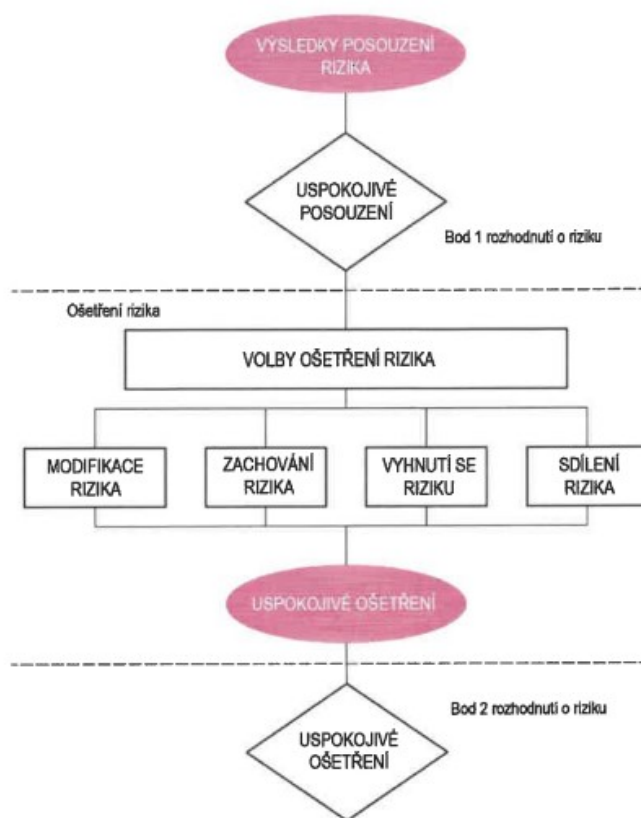 VÝSLEDKY POSOUZENÍ
RIZIKA
USPOKOJIVÉ
POSOUZENÍ
Bod 1 rozhodnutí o riziku
Ošetření rizika
VOLBY OŠETŘENÍ RIZIKA
MODIFIKACE
RIZIKA
ZACHOVÁNÍ
RIZIKA
VYHNUTÍ SE
RIZIKU
SDÍLENÍ
RIZIKA
USPOKOJIVÉ OŠETŘENÍ
Bod 2 rozhodnutí o riziku
USPOKOJIVÉ
OŠETŘENÍ